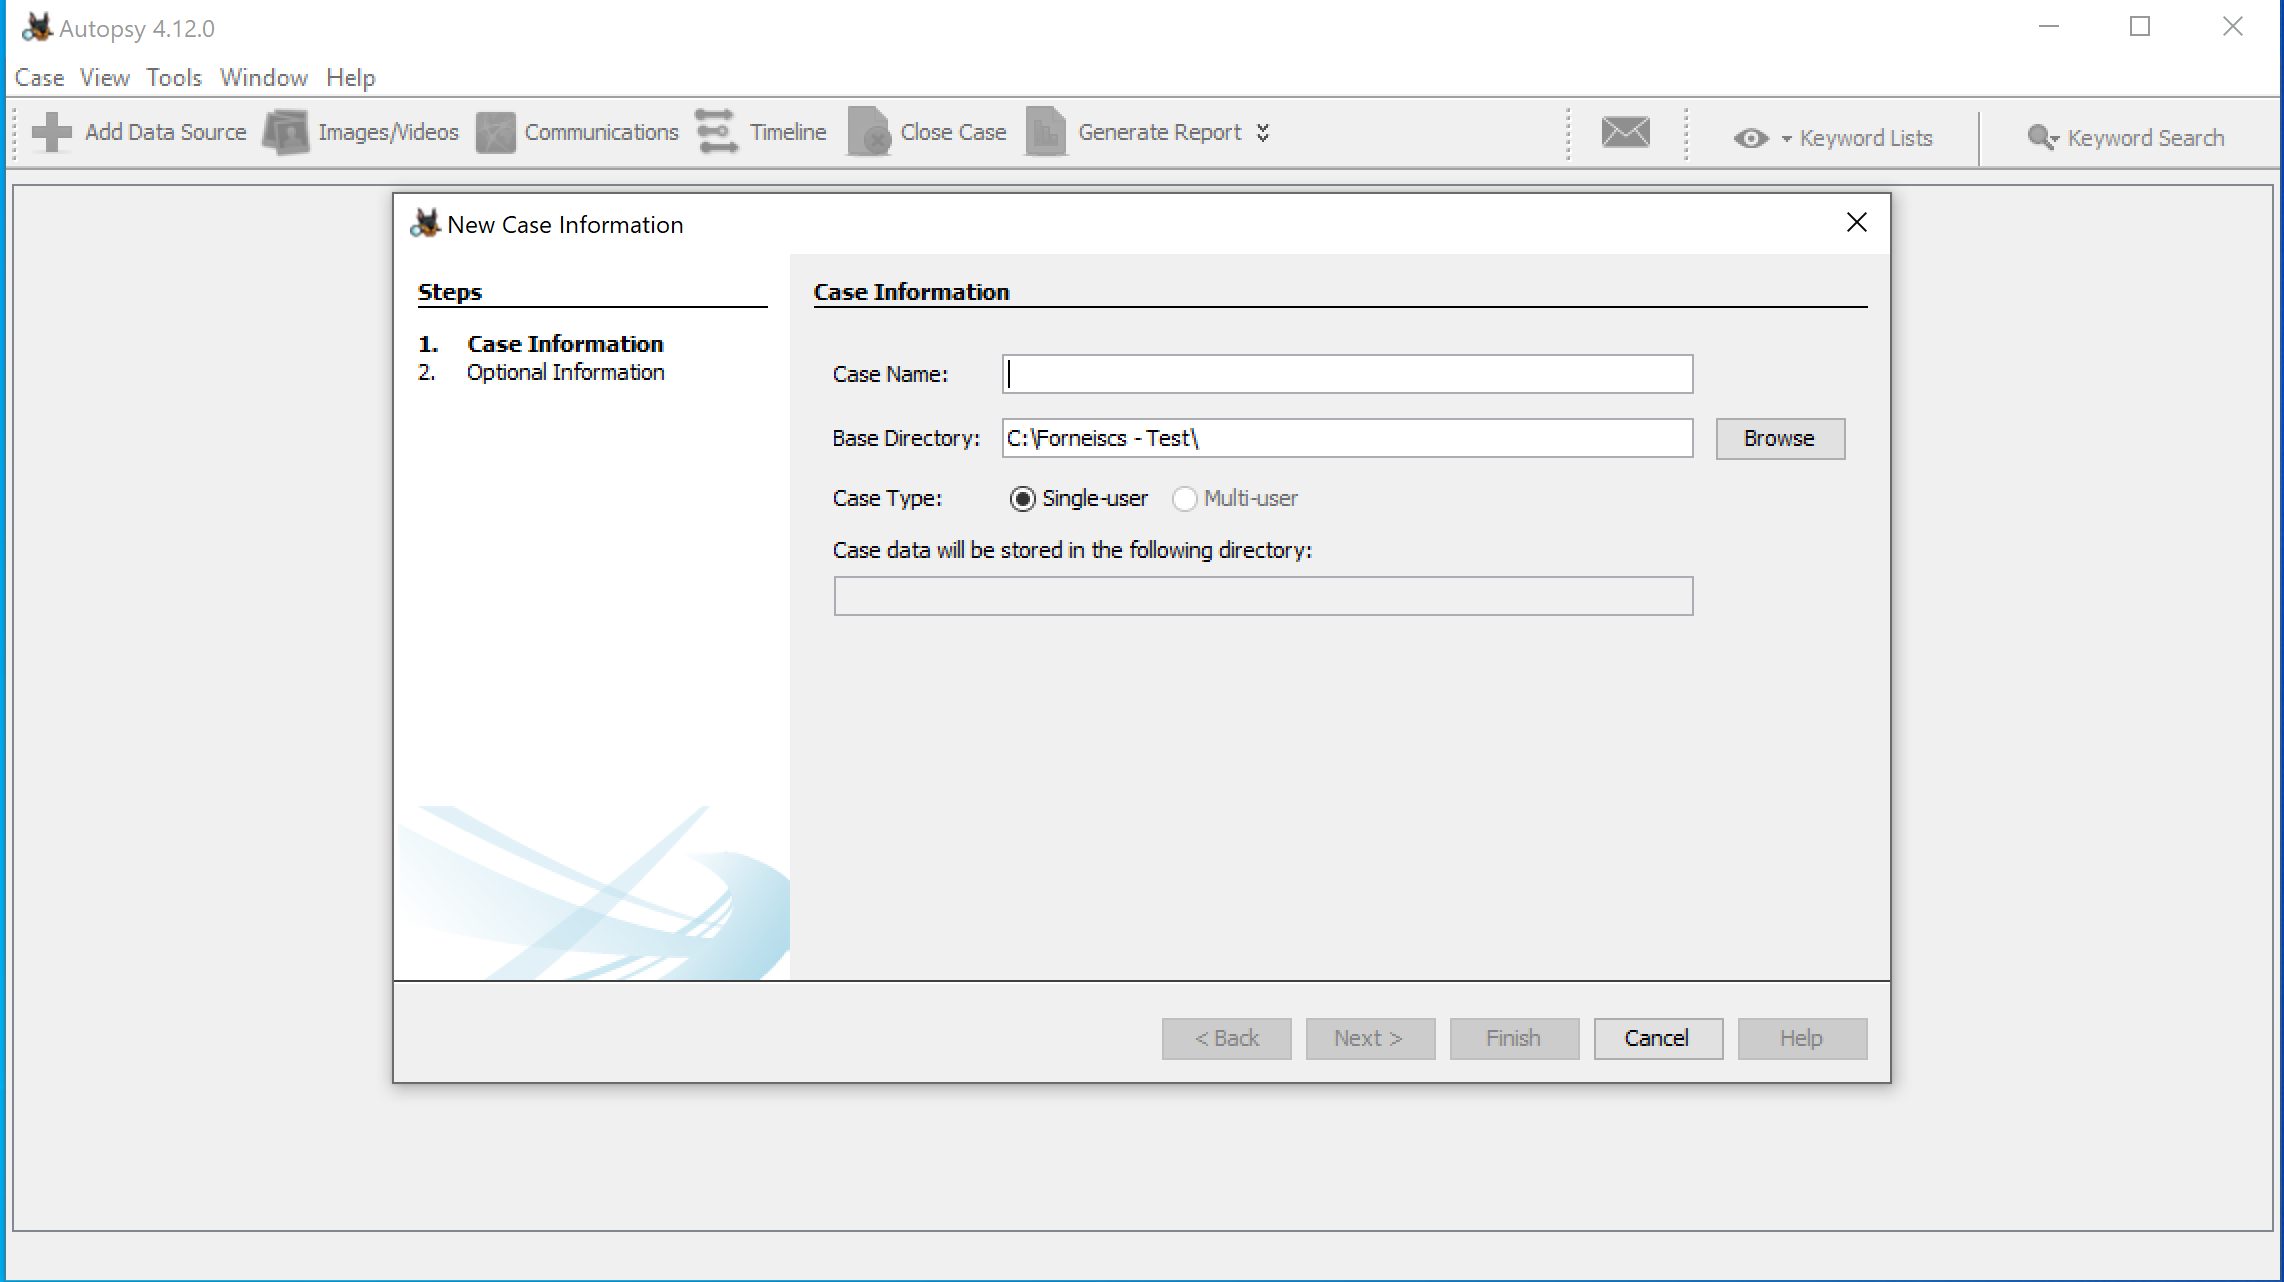 Autopsy 4.12.0
Case View Tools Window Help
Add Data Source Images/Videos Communications Timeline Close Case Generate Report Keyword Lists Keyword Search
New Case Information
Steps
1. Case Information
2. Optional Information
Case Information
Case Name:
Base Directory: C:\Forneiscs - Test\ Browse
Case Type: Single-user Multi-user
Case data will be stored in the following directory:
< Back Next > Finish Cancel Help